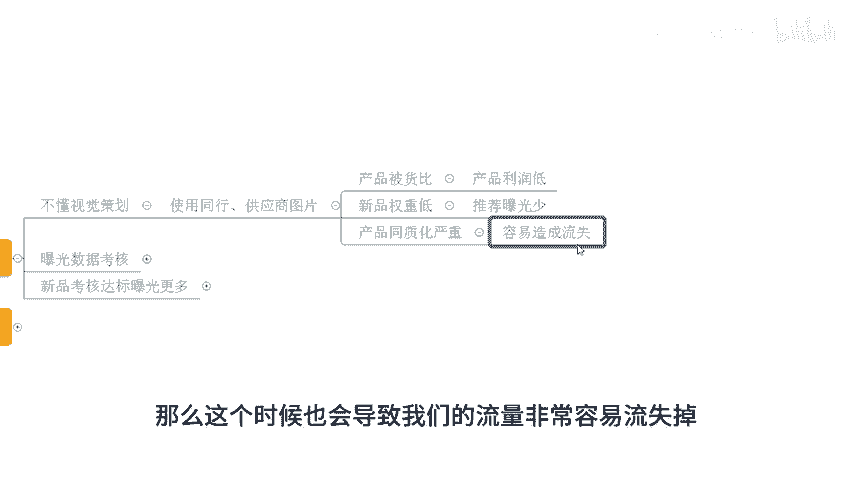 产品被货比 产品利润低
不懂视觉策划 使用同行、供应商图片 新品权重低 推荐曝光少
产品同质化严重 容易造成流失
曝光数据考核
新品考核达标曝光更多
那么这个时候也会导致我们的流量非常容易流失掉